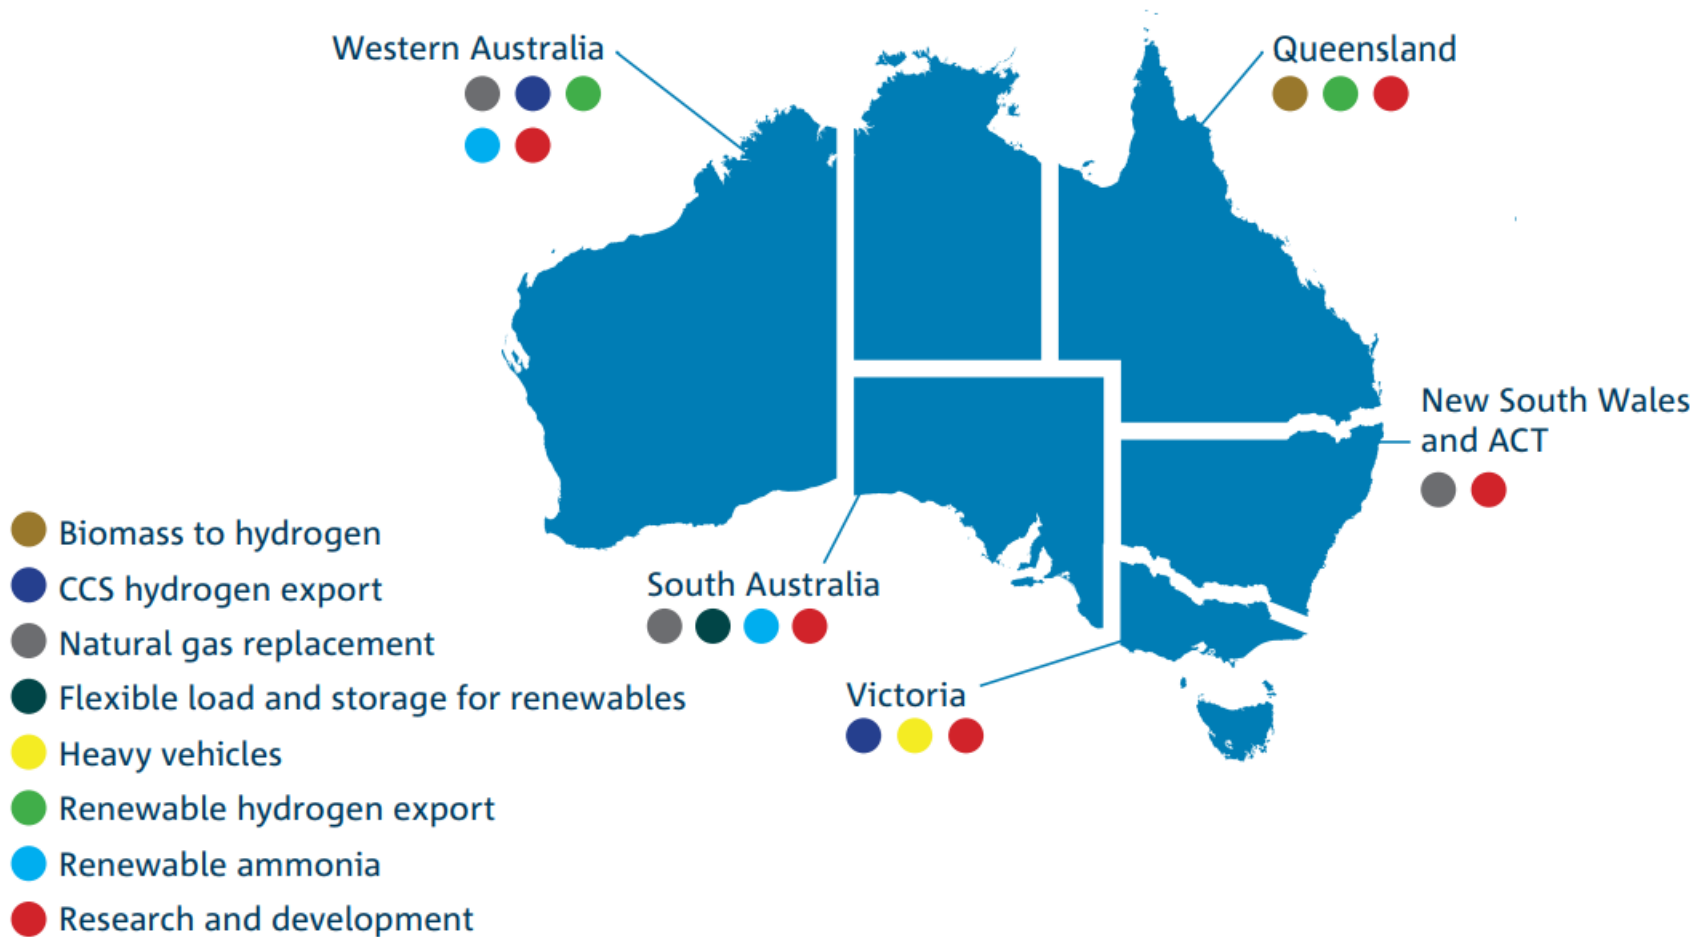 Western Australia
Queensland
New South Wales
and ACT
South Australia
Victoria
Biomass to hydrogen
CCS hydrogen export
Natural gas replacement
Flexible load and storage for renewables
Heavy vehicles
Renewable hydrogen export
Renewable ammonia
Research and development